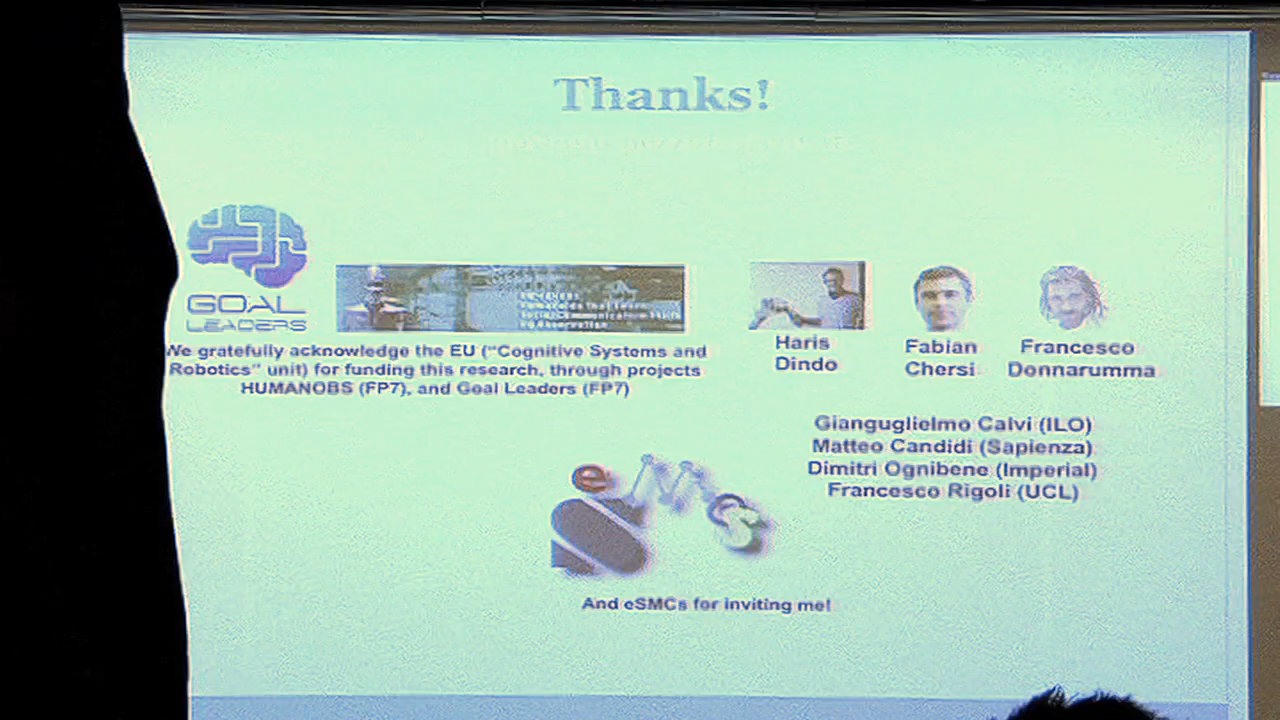 Thanks!
GOAL
LEADERS
We gratefully acknowledge the EU ("Cognitive Systems and
Robotics" unit) for funding this research, through projects
HUMANOBS (FP7), and Goal Leaders (FP7)
Haris
Dindo
Fabian
Chersi
Francesco
Donnarumma
Gianguglielmo Calvi (ILO)
Matteo Candidi (Sapienza)
Dimitri Ognibene (Imperial)
Francesco Rigoli (UCL)
eSMCs
And eSMCs for inviting me!